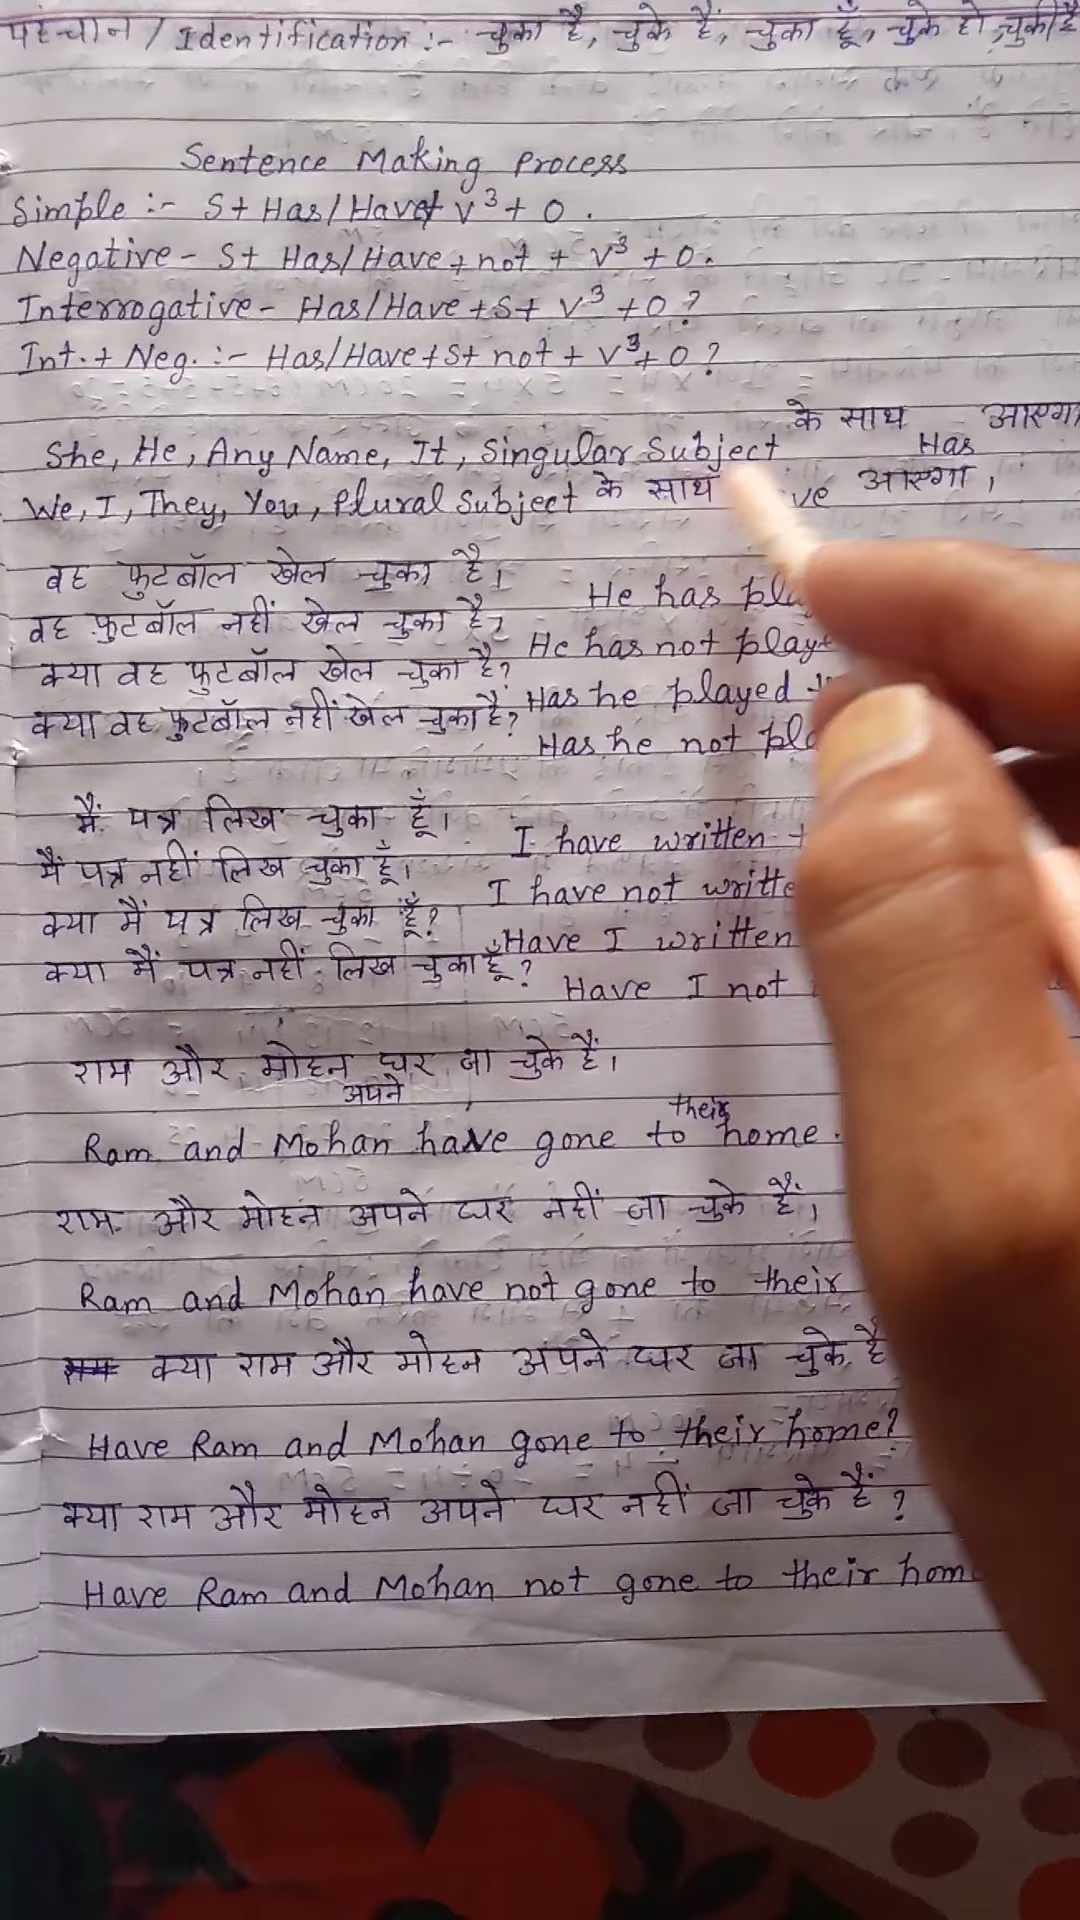 पहचान / Identification :- चुका है, चुके हैं, चुका हूँ, चुके हो, चुकी है
Sentence Making Process
Simple :- S+ Has/Have+ V³ + O .
Negative - S+ Has/Have + not + V³ + O.
Interrogative - Has/Have + S + V³ + O ?
Int. + Neg. :- Has/Have + S + not + V³ + O ?
She, He, Any Name, It, Singular Subject के साथ Has आएगा
We, I, They, You, Plural Subject के साथ ve आएगा।
वह फुटबॉल खेल चुका है। He has pla
वह फुटबॉल नहीं खेल चुका है। He has not playe
क्या वह फुटबॉल खेल चुका है? Has he played
क्या वह फुटबॉल नहीं खेल चुका है? Has he not pla
मैं पत्र लिख चुका हूँ। I have written
मैं पत्र नहीं लिख चुका हूँ। I have not writte
क्या मैं पत्र लिख चुका हूँ? Have I written
क्या मैं पत्र नहीं लिख चुका हूँ? Have I not
राम और मोहन अपने घर जा चुके हैं।
Ram and Mohan have gone to their home.
राम और मोहन अपने घर नहीं जा चुके हैं।
Ram and Mohan have not gone to their
क्या राम और मोहन अपने घर जा चुके है
Have Ram and Mohan gone to their home?
क्या राम और मोहन अपने घर नहीं जा चुके हैं ?
Have Ram and Mohan not gone to their hom